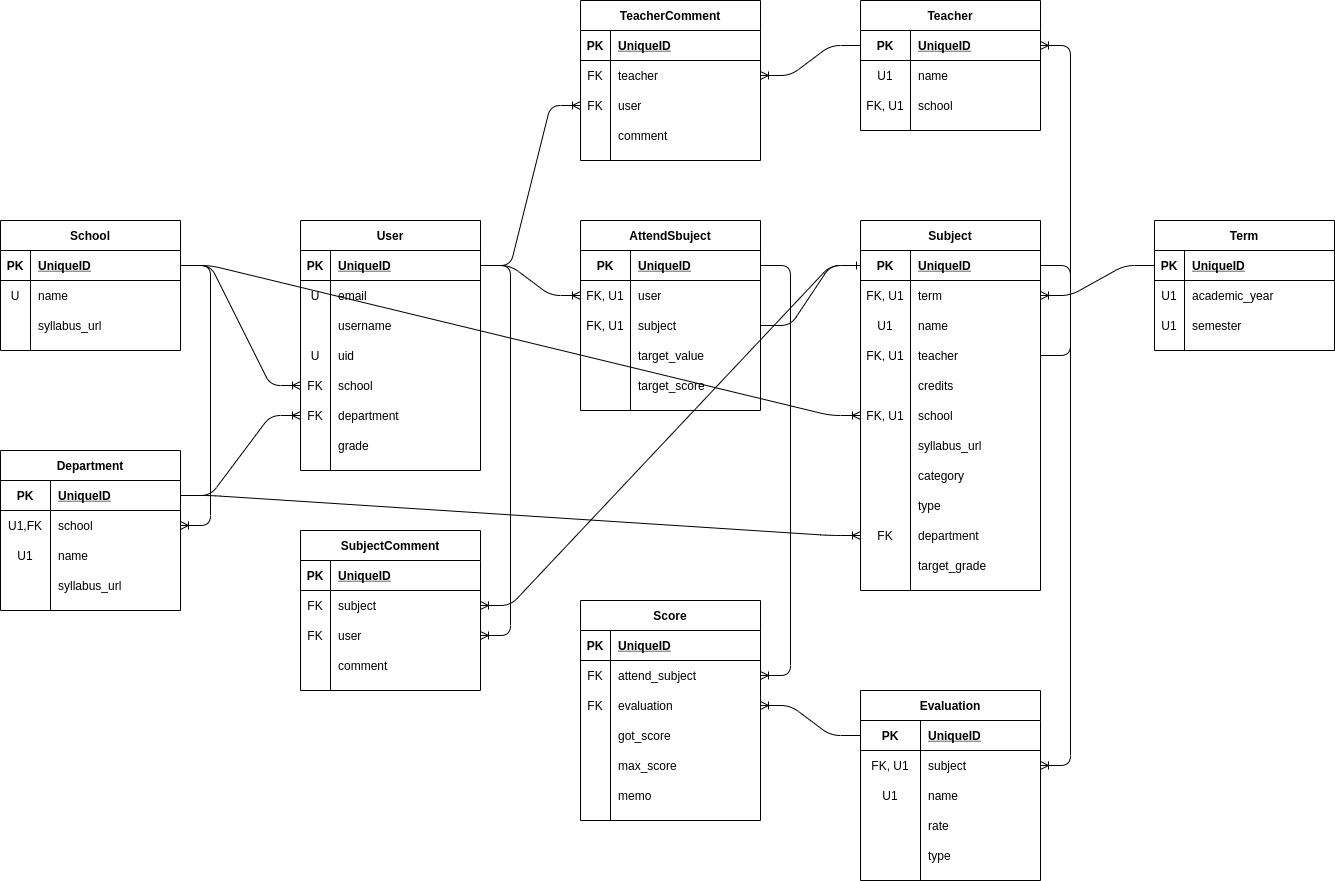 TeacherComment
PK UniqueID
FK teacher
FK user
comment
Teacher
PK UniqueID
U1 name
FK, U1 school
School
PK UniqueID
U name
syllabus_url
User
PK UniqueID
U email
username
U uid
FK school
FK department
grade
AttendSbuject
PK UniqueID
FK, U1 user
FK, U1 subject
target_value
target_score
Subject
PK UniqueID
FK, U1 term
U1 name
FK, U1 teacher
credits
FK, U1 school
syllabus_url
category
type
FK department
target_grade
Term
PK UniqueID
U1 academic_year
U1 semester
Department
PK UniqueID
U1,FK school
U1 name
syllabus_url
SubjectComment
PK UniqueID
FK subject
FK user
comment
Score
PK UniqueID
FK attend_subject
FK evaluation
got_score
max_score
memo
Evaluation
PK UniqueID
FK, U1 subject
U1 name
rate
type